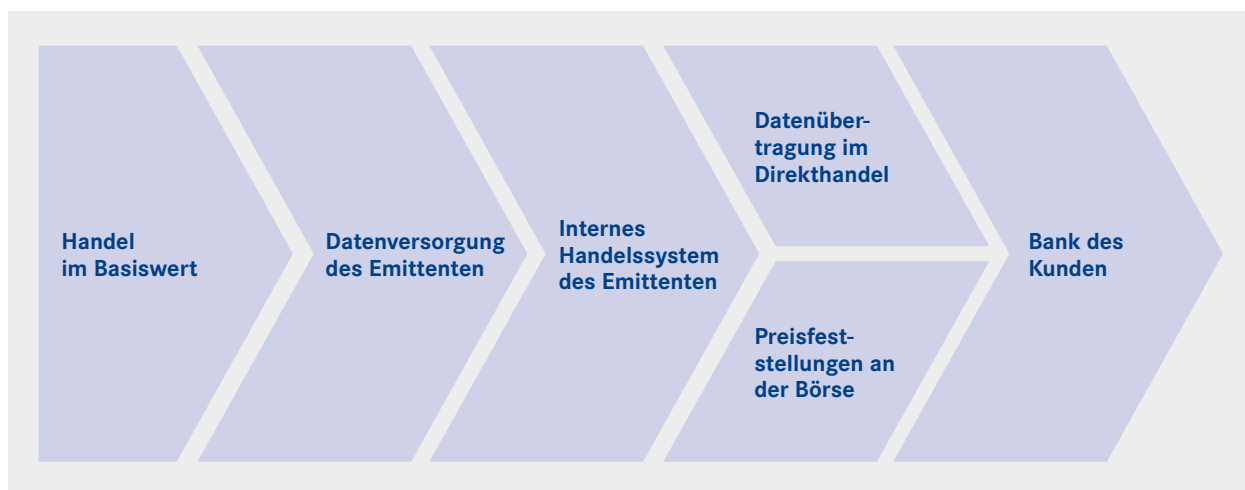 Handel
im Basiswert
Datenversorgung
des Emittenten
Internes
Handelssystem
des Emittenten
Datenüber-
tragung im
Direkthandel
Preisfest-
stellungen an
der Börse
Bank des
Kunden